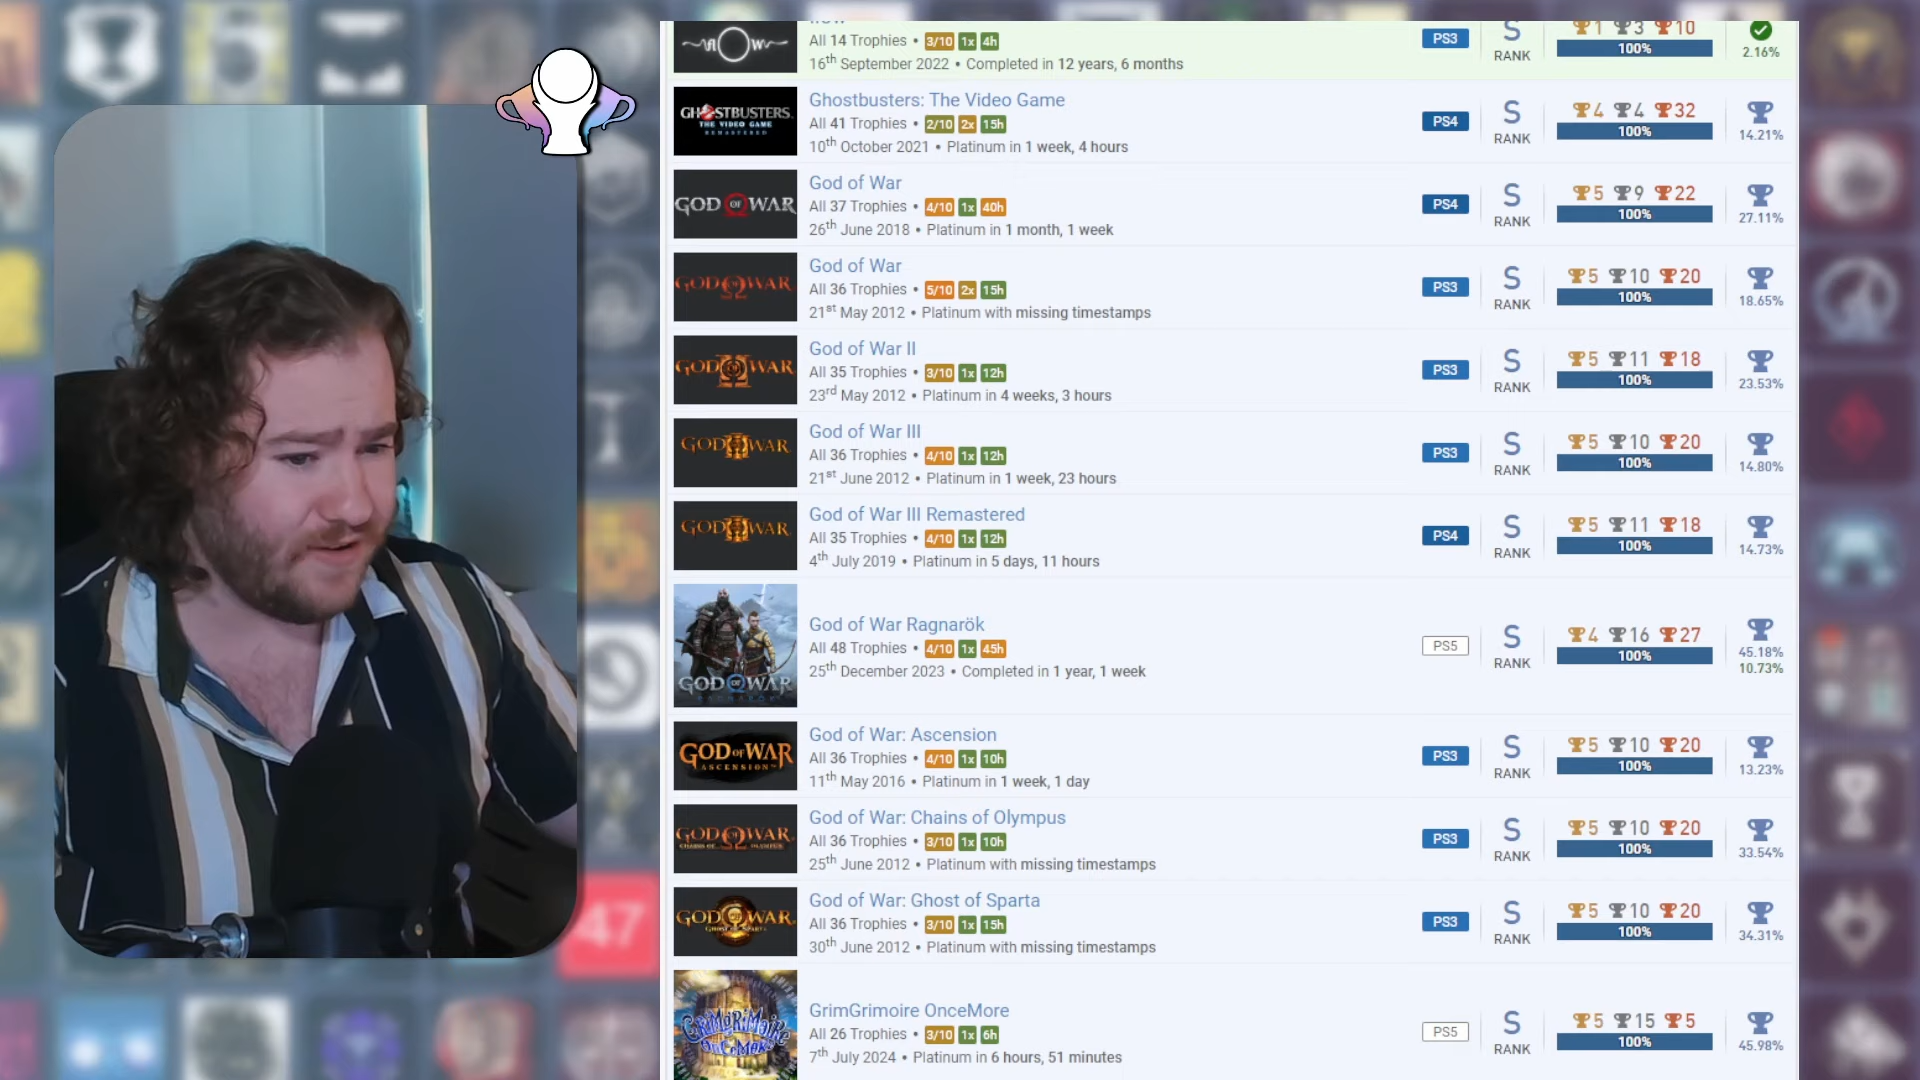 flOw
All 14 Trophies • 3/10 1x 4h
16th September 2022 • Completed in 12 years, 6 months
PS3
S
RANK
1 3 10
100%
2.16%
GHOSTBUSTERS
THE VIDEO GAME
REMASTERED
Ghostbusters: The Video Game
All 41 Trophies • 2/10 2x 15h
10th October 2021 • Platinum in 1 week, 4 hours
PS4
S
RANK
4 4 32
100%
14.21%
GOD OF WAR
God of War
All 37 Trophies • 4/10 1x 40h
26th June 2018 • Platinum in 1 month, 1 week
PS4
S
RANK
5 9 22
100%
27.11%
GOD OF WAR
God of War
All 36 Trophies • 5/10 2x 15h
21st May 2012 • Platinum with missing timestamps
PS3
S
RANK
5 10 20
100%
18.65%
GOD OF WAR
God of War II
All 35 Trophies • 3/10 1x 12h
23rd May 2012 • Platinum in 4 weeks, 3 hours
PS3
S
RANK
5 11 18
100%
23.53%
GOD OF WAR
God of War III
All 36 Trophies • 4/10 1x 12h
21st June 2012 • Platinum in 1 week, 23 hours
PS3
S
RANK
5 10 20
100%
14.80%
GOD OF WAR
God of War III Remastered
All 35 Trophies • 4/10 1x 12h
4th July 2019 • Platinum in 5 days, 11 hours
PS4
S
RANK
5 11 18
100%
14.73%
GOD OF WAR
God of War Ragnarök
All 48 Trophies • 4/10 1x 45h
25th December 2023 • Completed in 1 year, 1 week
PS5
S
RANK
4 16 27
100%
45.18%
10.73%
GOD OF WAR
ASCENSION
God of War: Ascension
All 36 Trophies • 4/10 1x 10h
11th May 2016 • Platinum in 1 week, 1 day
PS3
S
RANK
5 10 20
100%
13.23%
GOD OF WAR
CHAINS OF OLYMPUS
God of War: Chains of Olympus
All 36 Trophies • 3/10 1x 10h
25th June 2012 • Platinum with missing timestamps
PS3
S
RANK
5 10 20
100%
33.54%
GOD OF WAR
GHOST OF SPARTA
God of War: Ghost of Sparta
All 36 Trophies • 3/10 1x 15h
30th June 2012 • Platinum with missing timestamps
PS3
S
RANK
5 10 20
100%
34.31%
GRIMGRIMOIRE
ONCEMORE
GrimGrimoire OnceMore
All 26 Trophies • 3/10 1x 6h
7th July 2024 • Platinum in 6 hours, 51 minutes
PS5
S
RANK
5 15 5
100%
45.98%
47